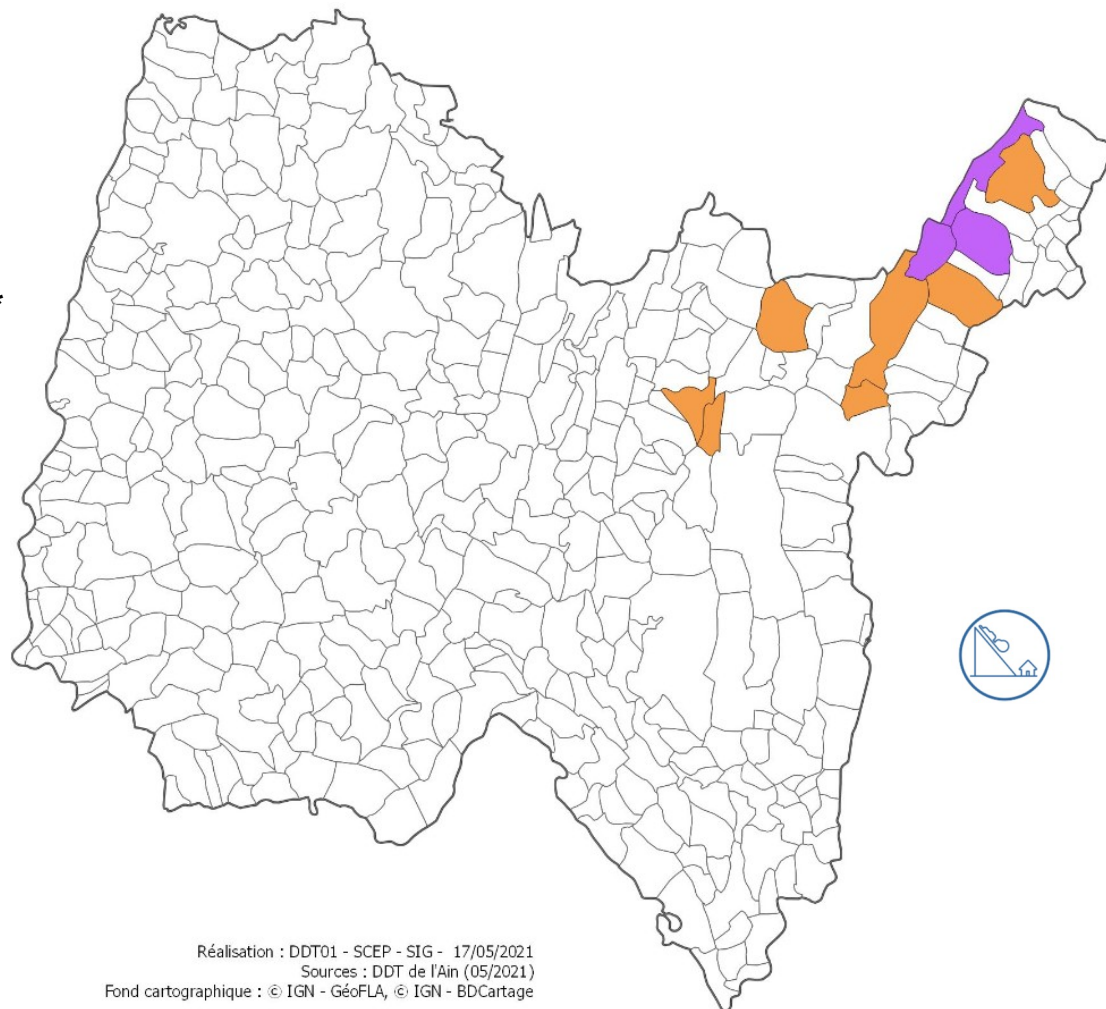 Réalisation : DDT01 - SCEP - SIG - 17/05/2021
Sources : DDT de l'Ain (05/2021)
Fond cartographique : © IGN - GéoFLA, © IGN - BDCartage